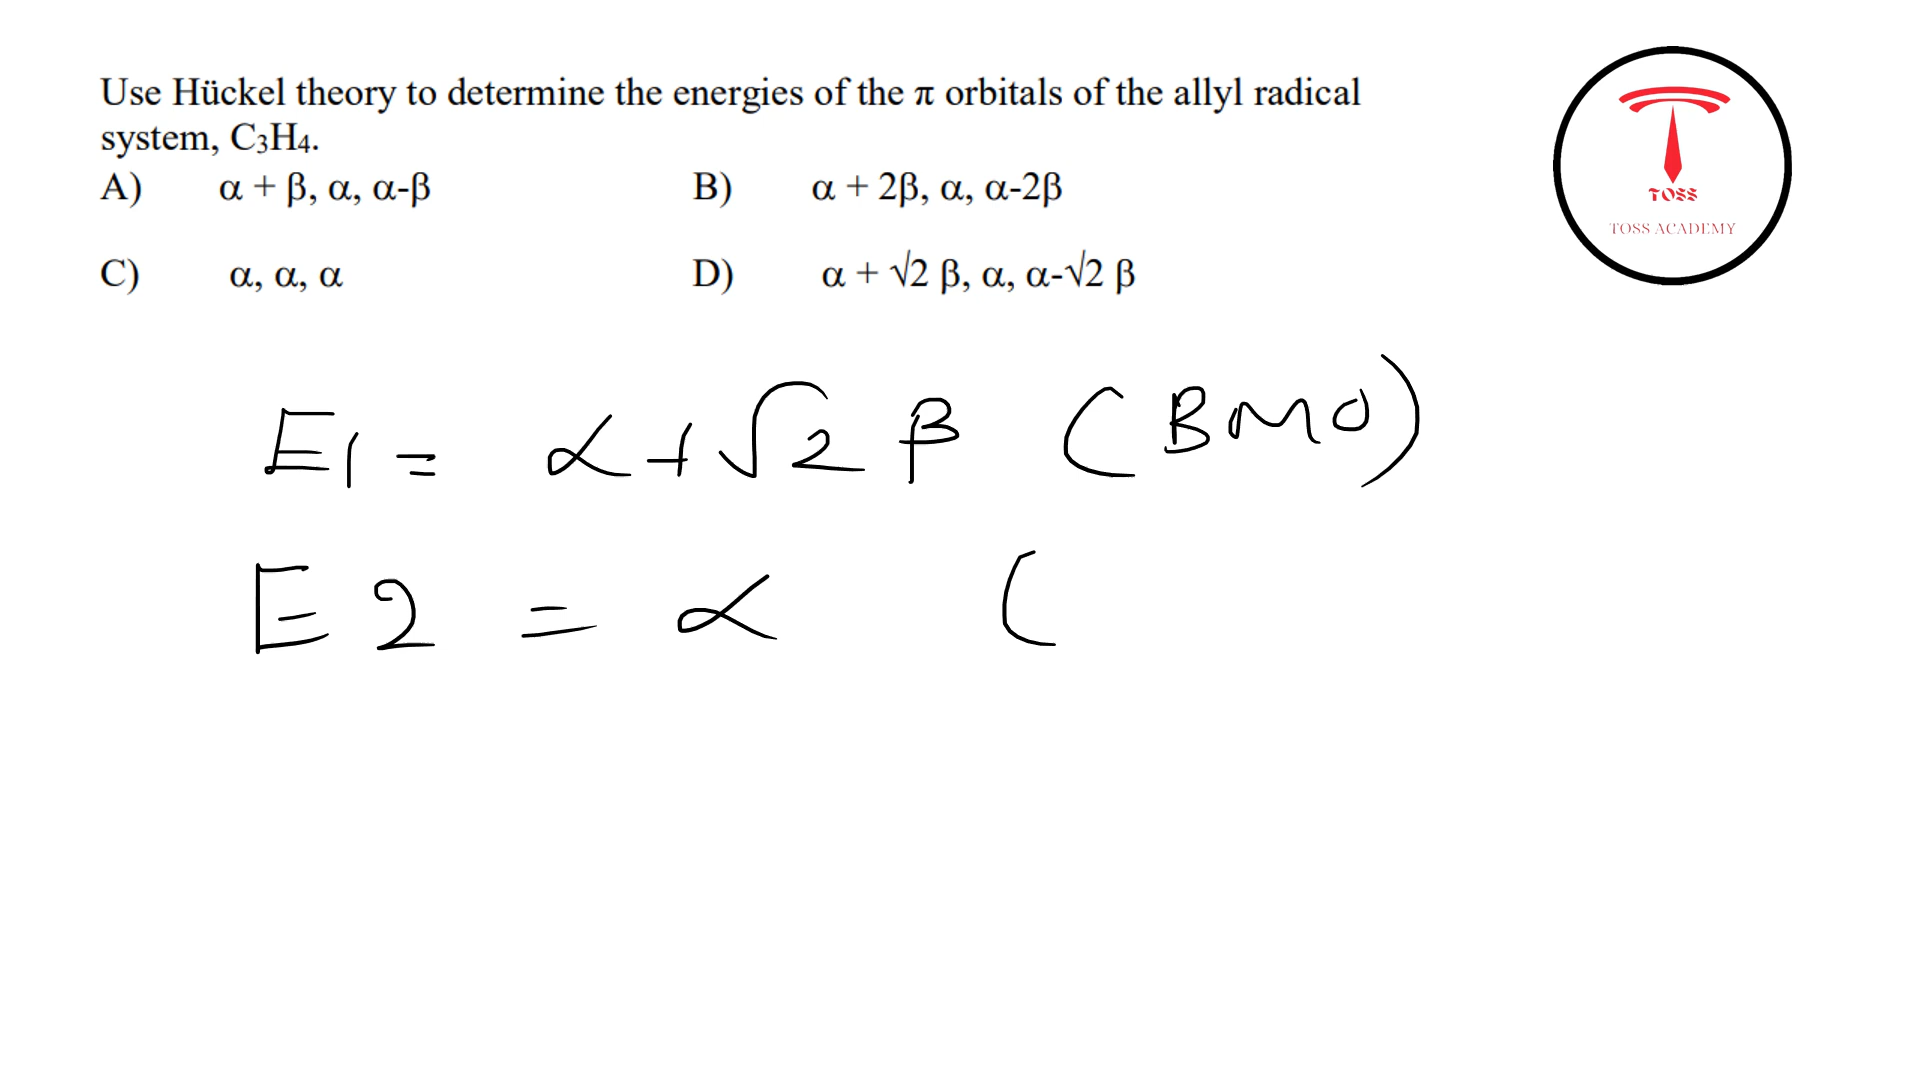 Use Hückel theory to determine the energies of the π orbitals of the allyl radical
system, C₃H₄.
A) α + β, α, α-β B) α + 2β, α, α-2β
C) α, α, α D) α + √2 β, α, α-√2 β
TOSS
TOSS ACADEMY
E1 = α + √2 β (BMO)
E2 = α (